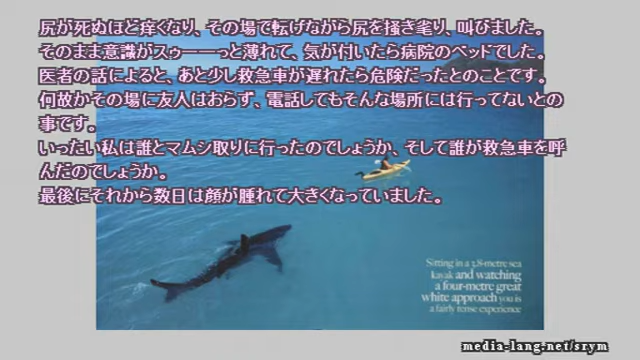 尻が死ぬほど痒くなり、その場で転げながら尻を掻き毟り、叫びました。
そのまま意識がスゥーーーっと薄れて、気が付いたら病院のベッドでした。
医者の話によると、あと少し救急車が遅れたら危険だったとのことです。
何故かその場に友人はおらず、電話してもそんな場所には行ってないとの
事です。
いったい私は誰とマムシ取りに行ったのでしょうか、そして誰が救急車を呼
んだのでしょうか。
最後にそれから数日は顔が腫れて大きくなっていました。
Sitting in a 3.8-metre sea
kayak and watching
a four-metre great
white approach you is
a fairly tense experience
media-lang-net/srym